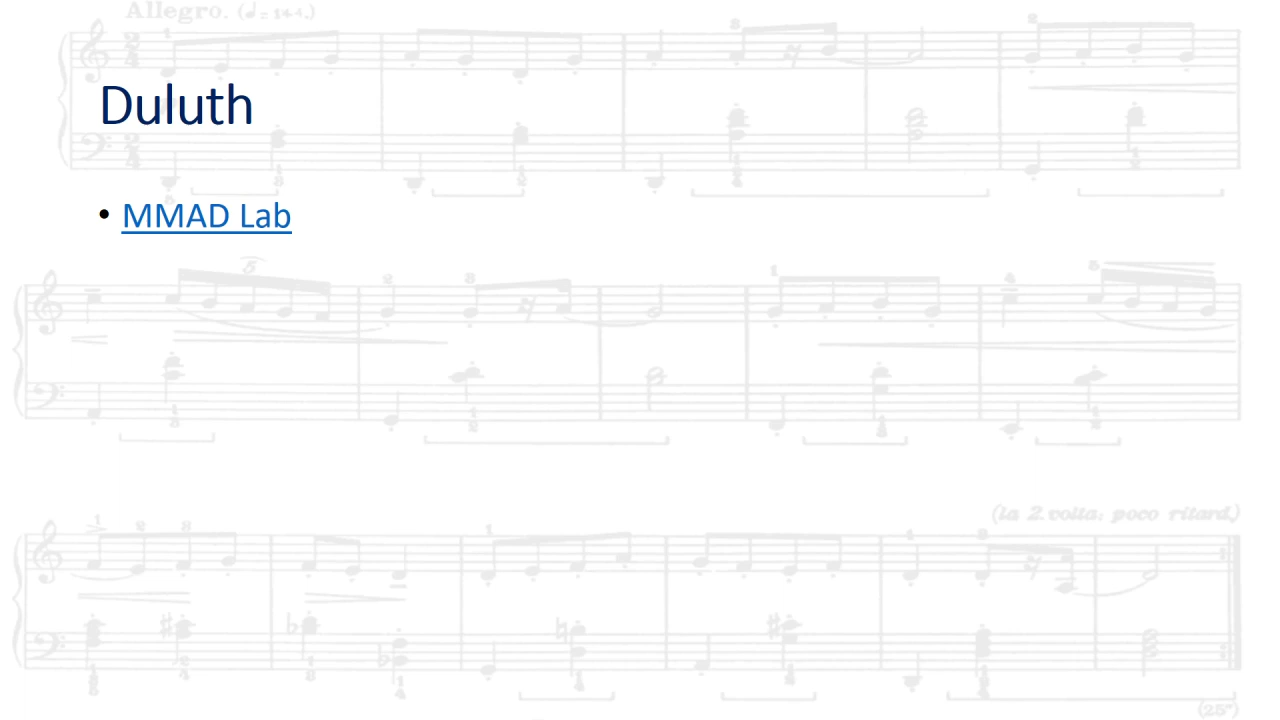 Allegro. (♩ = 144.)
Duluth
• MMAD Lab
(la 2. volta: poco ritard.)
(25")